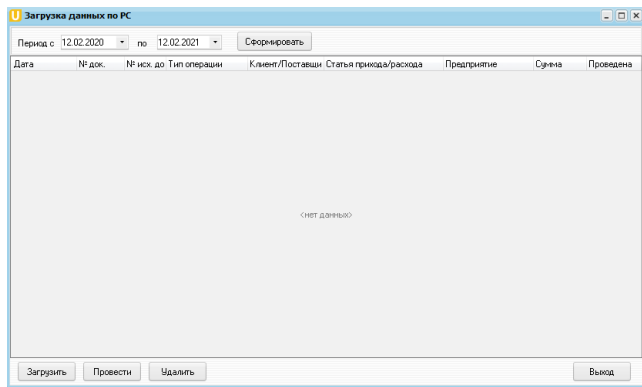 U Загрузка данных по РС
Период с 12.02.2020 по 12.02.2021 Сформировать
Дата № док. № исх. до Тип операции Клиент/Поставщи Статья прихода/расхода Предприятие Сумма Проведена
<нет данных>
Загрузить Провести Удалить Выход